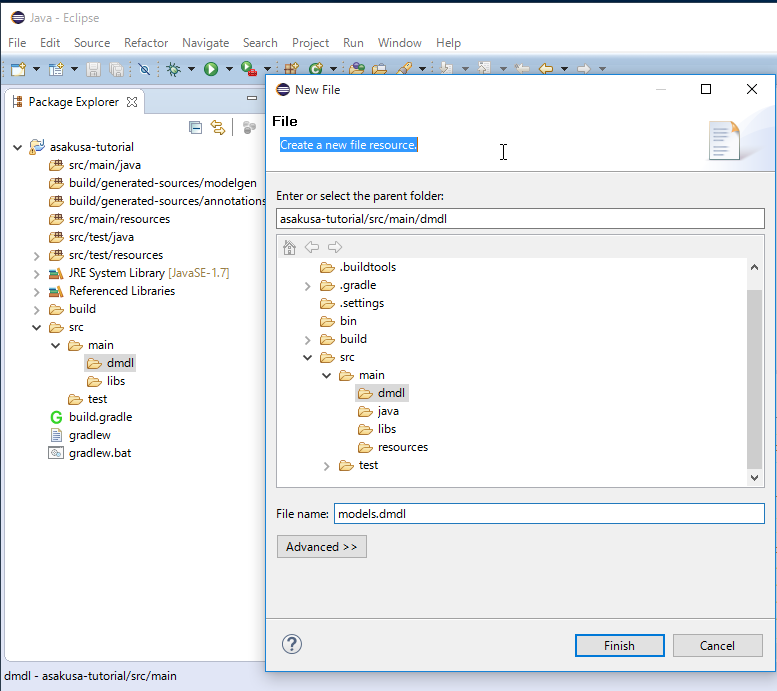 Java - Eclipse
File Edit Source Refactor Navigate Search Project Run Window Help
Package Explorer
asakusa-tutorial
src/main/java
build/generated-sources/modelgen
build/generated-sources/annotations
src/main/resources
src/test/java
src/test/resources
JRE System Library [JavaSE-1.7]
Referenced Libraries
build
src
main
dmdl
libs
test
build.gradle
gradlew
gradlew.bat
dmdl - asakusa-tutorial/src/main
New File
File
Create a new file resource.
Enter or select the parent folder:
asakusa-tutorial/src/main/dmdl
.buildtools
.gradle
.settings
bin
build
src
main
dmdl
java
libs
resources
test
File name: models.dmdl
Advanced >>
Finish Cancel